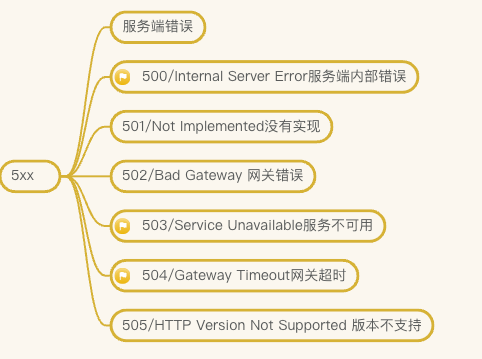 服务端错误
500/Internal Server Error服务端内部错误
501/Not Implemented没有实现
5xx
502/Bad Gateway 网关错误
503/Service Unavailable服务不可用
504/Gateway Timeout网关超时
505/HTTP Version Not Supported 版本不支持